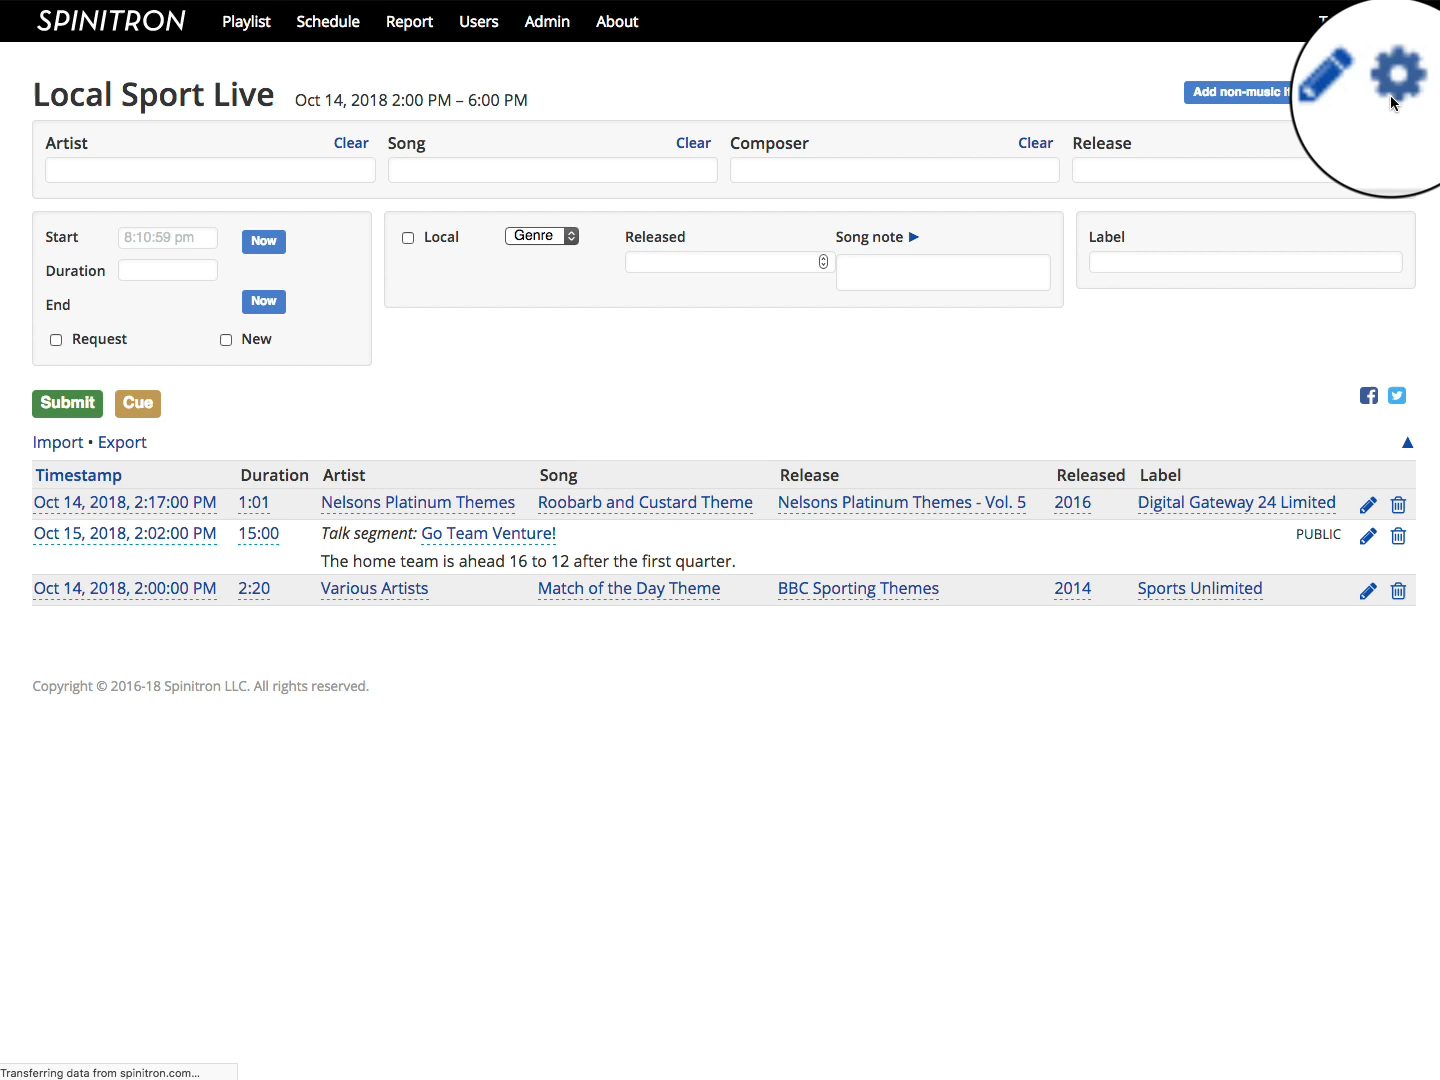 SPINITRON Playlist Schedule Report Users Admin About
Local Sport Live Oct 14, 2018 2:00 PM – 6:00 PM Add non-music
Artist Clear Song Clear Composer Clear Release
Start 8:10:59 pm Now Local Genre Released Song note ▶ Label
Duration
End Now
Request New
Submit Cue
Import • Export ▲
Timestamp Duration Artist Song Release Released Label
Oct 14, 2018, 2:17:00 PM 1:01 Nelsons Platinum Themes Roobarb and Custard Theme Nelsons Platinum Themes - Vol. 5 2016 Digital Gateway 24 Limited
Oct 15, 2018, 2:02:00 PM 15:00 Talk segment: Go Team Venture! PUBLIC
The home team is ahead 16 to 12 after the first quarter.
Oct 14, 2018, 2:00:00 PM 2:20 Various Artists Match of the Day Theme BBC Sporting Themes 2014 Sports Unlimited
Copyright © 2016-18 Spinitron LLC. All rights reserved.
Transferring data from spinitron.com...